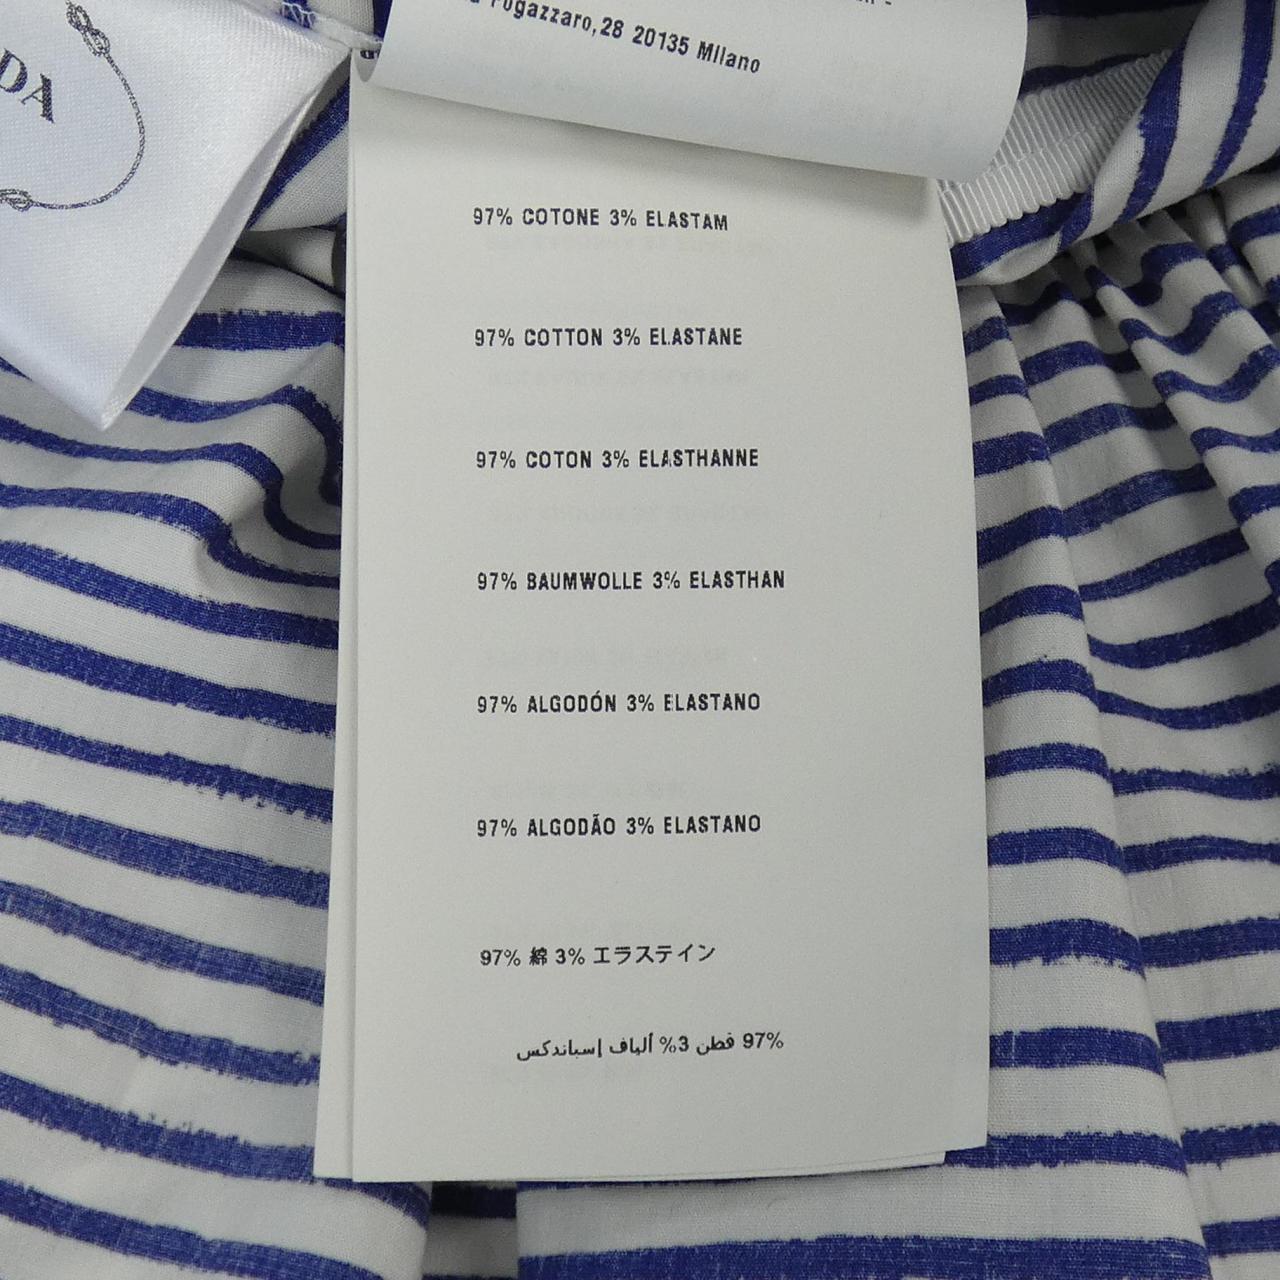 DA
Fogazzaro,28 20135 Milano
97% COTONE 3% ELASTAM
97% COTTON 3% ELASTANE
97% COTON 3% ELASTHANNE
97% BAUMWOLLE 3% ELASTHAN
97% ALGODÓN 3% ELASTANO
97% ALGODÃO 3% ELASTANO
97% 綿 3% エラステイン
97% قطن 3% ألياف إسباندكس